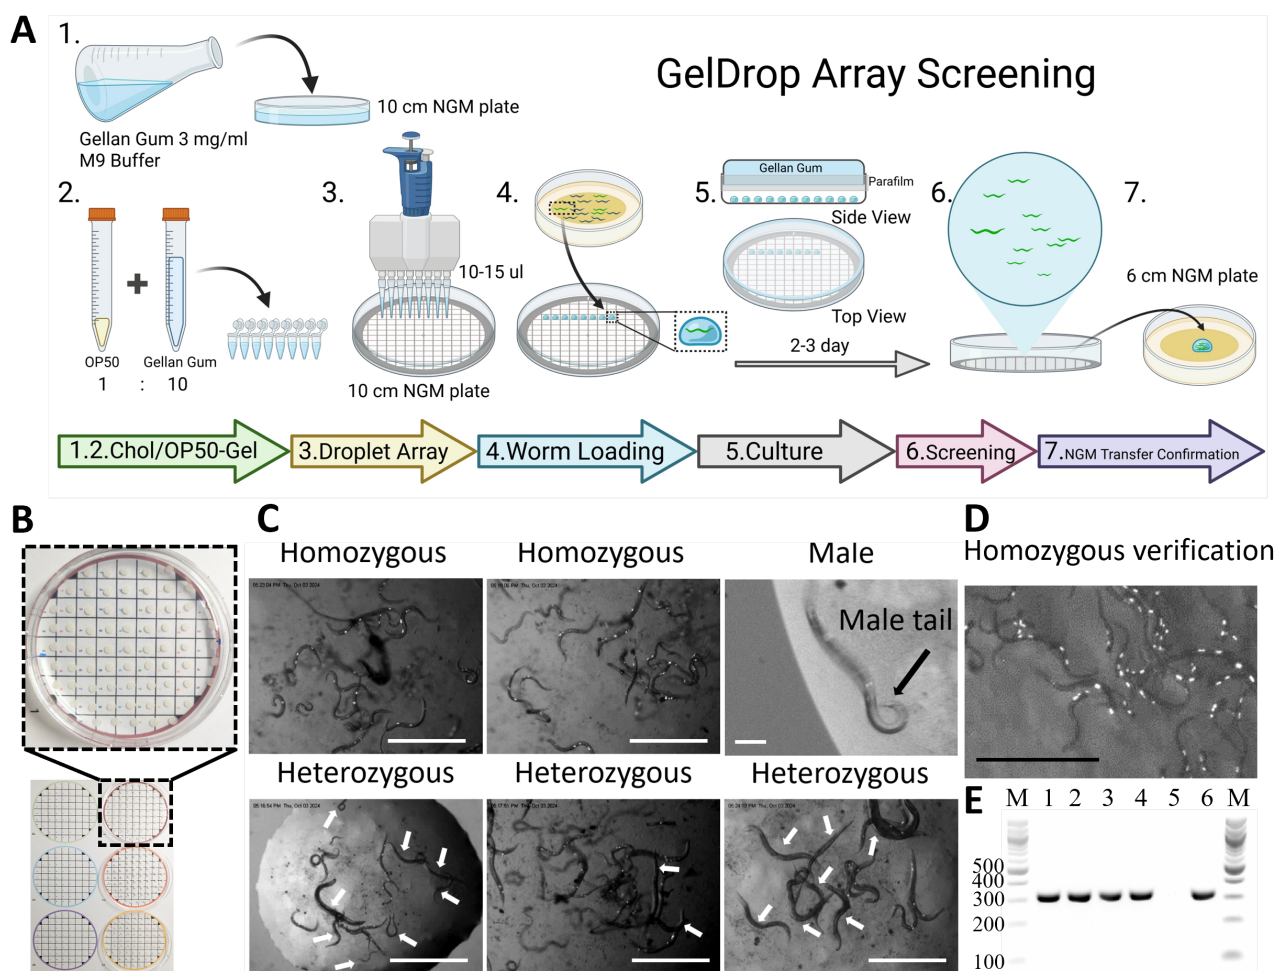 A
1.
GelDrop Array Screening
10 cm NGM plate
Gellan Gum 3 mg/ml
M9 Buffer
2.
OP50
Gellan Gum
1 : 10
3.
10-15 ul
10 cm NGM plate
4.
5.
Gellan Gum
Parafilm
Side View
Top View
2-3 day
6.
7.
6 cm NGM plate
1.2.Chol/OP50-Gel
3.Droplet Array
4.Worm Loading
5.Culture
6.Screening
7.NGM Transfer Confirmation
B
C
Homozygous
Homozygous
Male
Male tail
Heterozygous
Heterozygous
Heterozygous
D
Homozygous verification
E
M 1 2 3 4 5 6 M
500
400
300
200
100